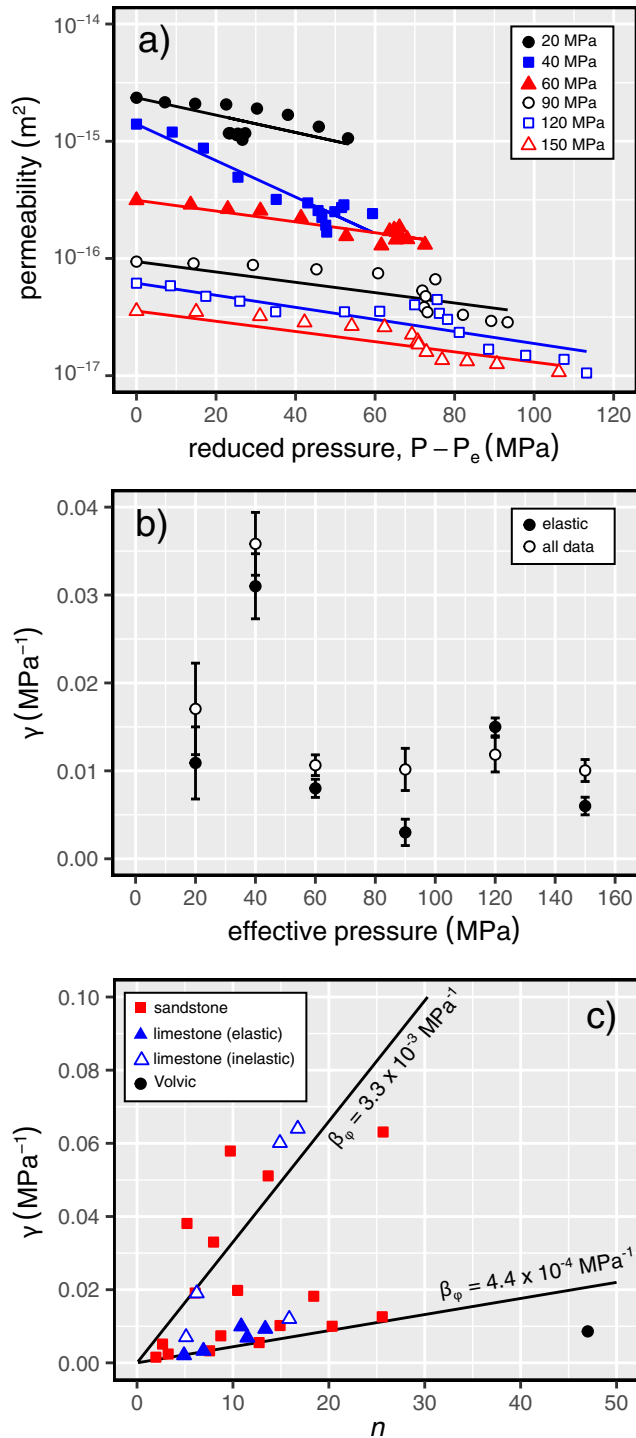 a)
20 MPa
40 MPa
60 MPa
90 MPa
120 MPa
150 MPa
permeability (m²)
10⁻¹⁴
10⁻¹⁵
10⁻¹⁶
10⁻¹⁷
0 20 40 60 80 100 120
reduced pressure, P – Pₑ (MPa)
b)
elastic
all data
γ (MPa⁻¹)
0.04
0.03
0.02
0.01
0.00
0 20 40 60 80 100 120 140 160
effective pressure (MPa)
c)
sandstone
limestone (elastic)
limestone (inelastic)
Volvic
γ (MPa⁻¹)
0.10
0.08
0.06
0.04
0.02
0.00
βφ = 3.3 x 10⁻³ MPa⁻¹
βφ = 4.4 x 10⁻⁴ MPa⁻¹
0 10 20 30 40 50
n